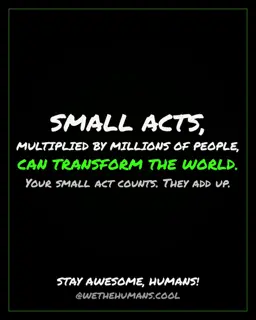 SMALL ACTS,
MULTIPLIED BY MILLIONS OF PEOPLE,
CAN TRANSFORM THE WORLD.
YOUR SMALL ACT COUNTS. THEY ADD UP.
STAY AWESOME, HUMANS!
@WETHEHUMANS.COOL